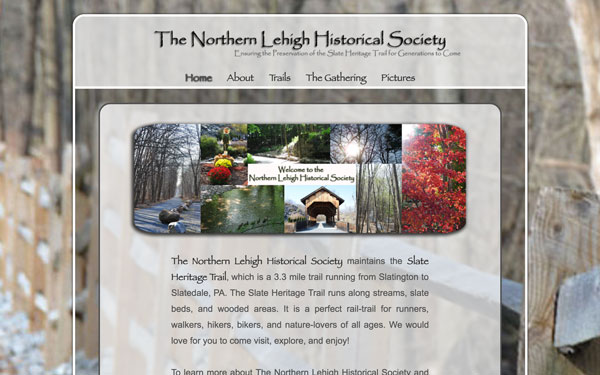 The Northern Lehigh Historical Society
Ensuring the Preservation of the Slate Heritage Trail for Generations to Come
Home About Trails The Gathering Pictures
Welcome to the
Northern Lehigh Historical Society
The Northern Lehigh Historical Society maintains the Slate
Heritage Trail, which is a 3.3 mile trail running from Slatington to
Slatedale, PA. The Slate Heritage Trail runs along streams, slate
beds, and wooded areas. It is a perfect rail-trail for runners,
walkers, hikers, bikers, and nature-lovers of all ages. We would
love for you to come visit, explore, and enjoy!
To learn more about The Northern Lehigh Historical Society and